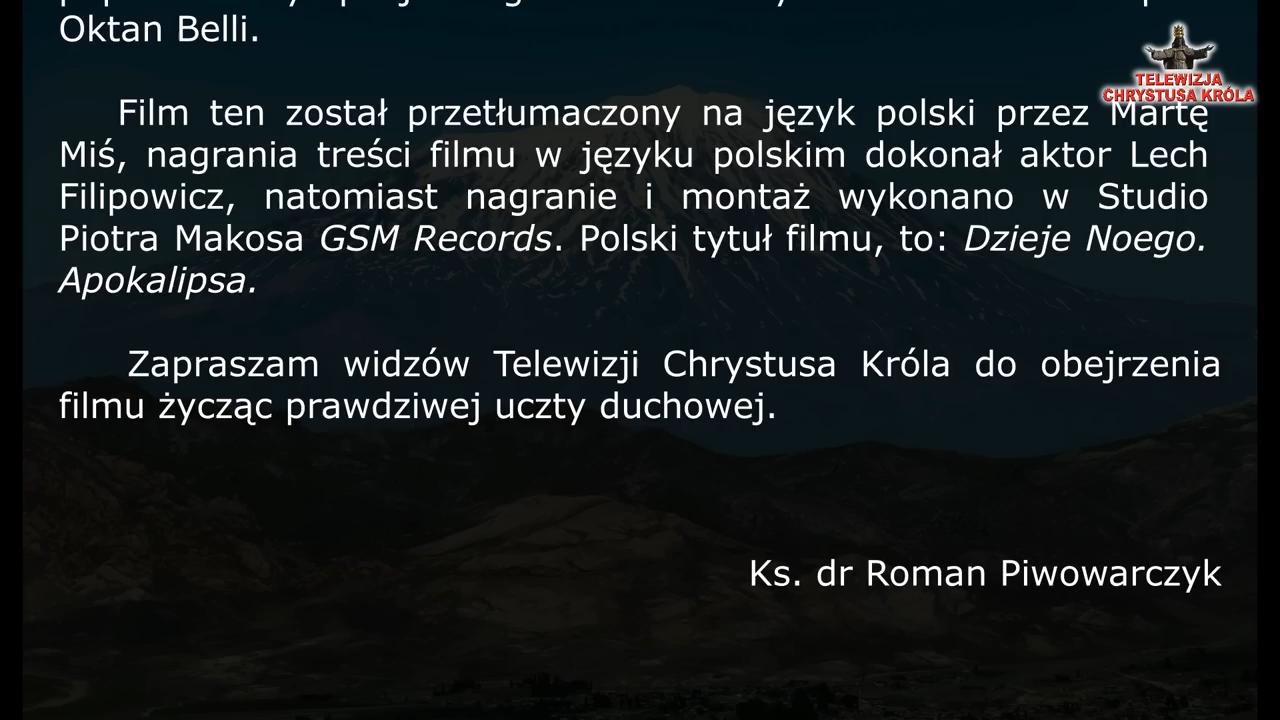 Oktan Belli.
TELEWIZJA
CHRYSTUSA KRÓLA
Film ten został przetłumaczony na język polski przez Martę
Miś, nagrania treści filmu w języku polskim dokonał aktor Lech
Filipowicz, natomiast nagranie i montaż wykonano w Studio
Piotra Makosa GSM Records. Polski tytuł filmu, to: Dzieje Noego.
Apokalipsa.
Zapraszam widzów Telewizji Chrystusa Króla do obejrzenia
filmu życząc prawdziwej uczty duchowej.
Ks. dr Roman Piwowarczyk